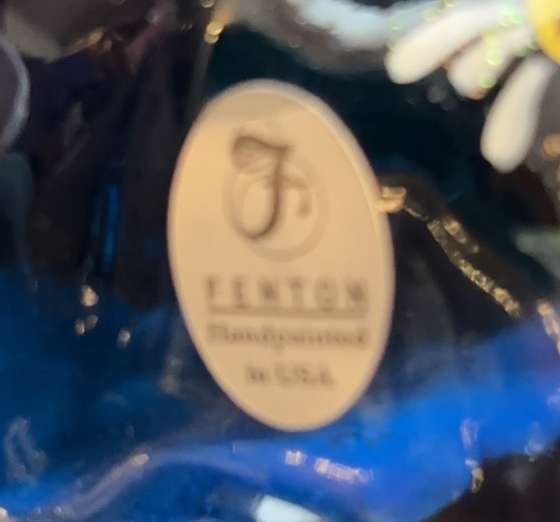 F
FENTON
Handpainted
in USA